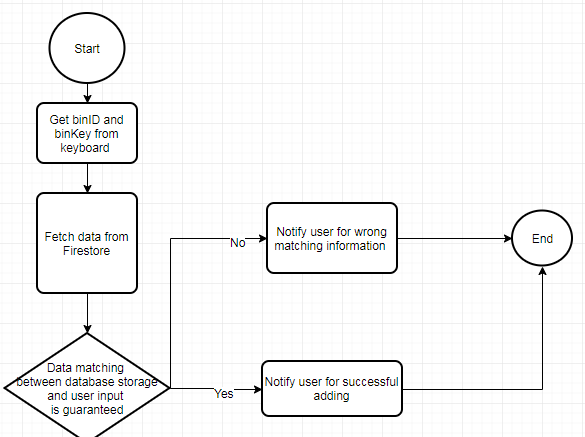 Start
Get binID and
binKey from
keyboard
Fetch data from
Firestore
No
Notify user for wrong
matching information
End
Data matching
between database storage
and user input
is guaranteed
Yes
Notify user for successful
adding